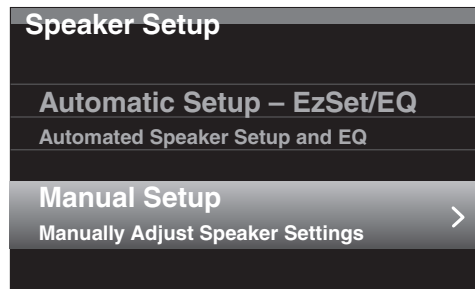 Speaker Setup
Automatic Setup – EzSet/EQ
Automated Speaker Setup and EQ
Manual Setup
Manually Adjust Speaker Settings